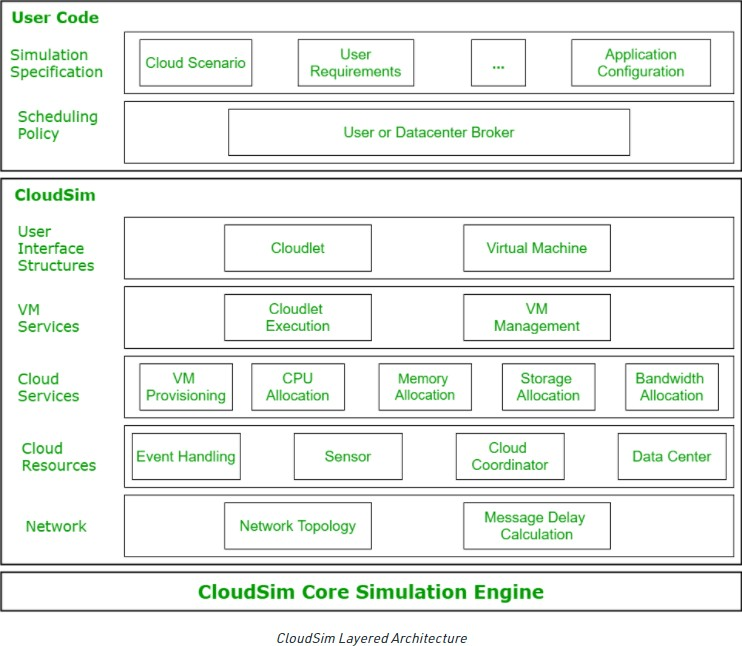 User Code
Simulation
Specification
Cloud Scenario
User
Requirements
...
Application
Configuration
Scheduling
Policy
User or Datacenter Broker
CloudSim
User
Interface
Structures
Cloudlet
Virtual Machine
VM
Services
Cloudlet
Execution
VM
Management
Cloud
Services
VM
Provisioning
CPU
Allocation
Memory
Allocation
Storage
Allocation
Bandwidth
Allocation
Cloud
Resources
Event Handling
Sensor
Cloud
Coordinator
Data Center
Network
Network Topology
Message Delay
Calculation
CloudSim Core Simulation Engine
CloudSim Layered Architecture